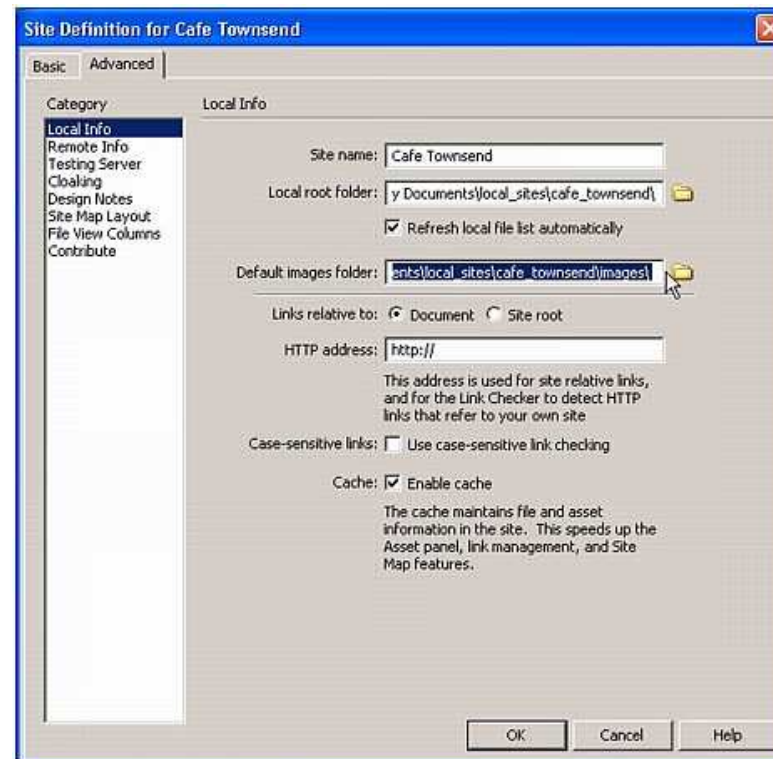 Site Definition for Cafe Townsend
Basic
Advanced
Category
Local Info
Remote Info
Testing Server
Cloaking
Design Notes
Site Map Layout
File View Columns
Contribute
Local Info
Site name: Cafe Townsend
Local root folder: y Documents\local_sites\cafe_townsend\
Refresh local file list automatically
Default images folder: ents\local_sites\cafe_townsend\images\
Links relative to: Document Site root
HTTP address: http://
This address is used for site relative links,
and for the Link Checker to detect HTTP
links that refer to your own site
Case-sensitive links: Use case-sensitive link checking
Cache: Enable cache
The cache maintains file and asset
information in the site. This speeds up the
Asset panel, link management, and Site
Map features.
OK Cancel Help